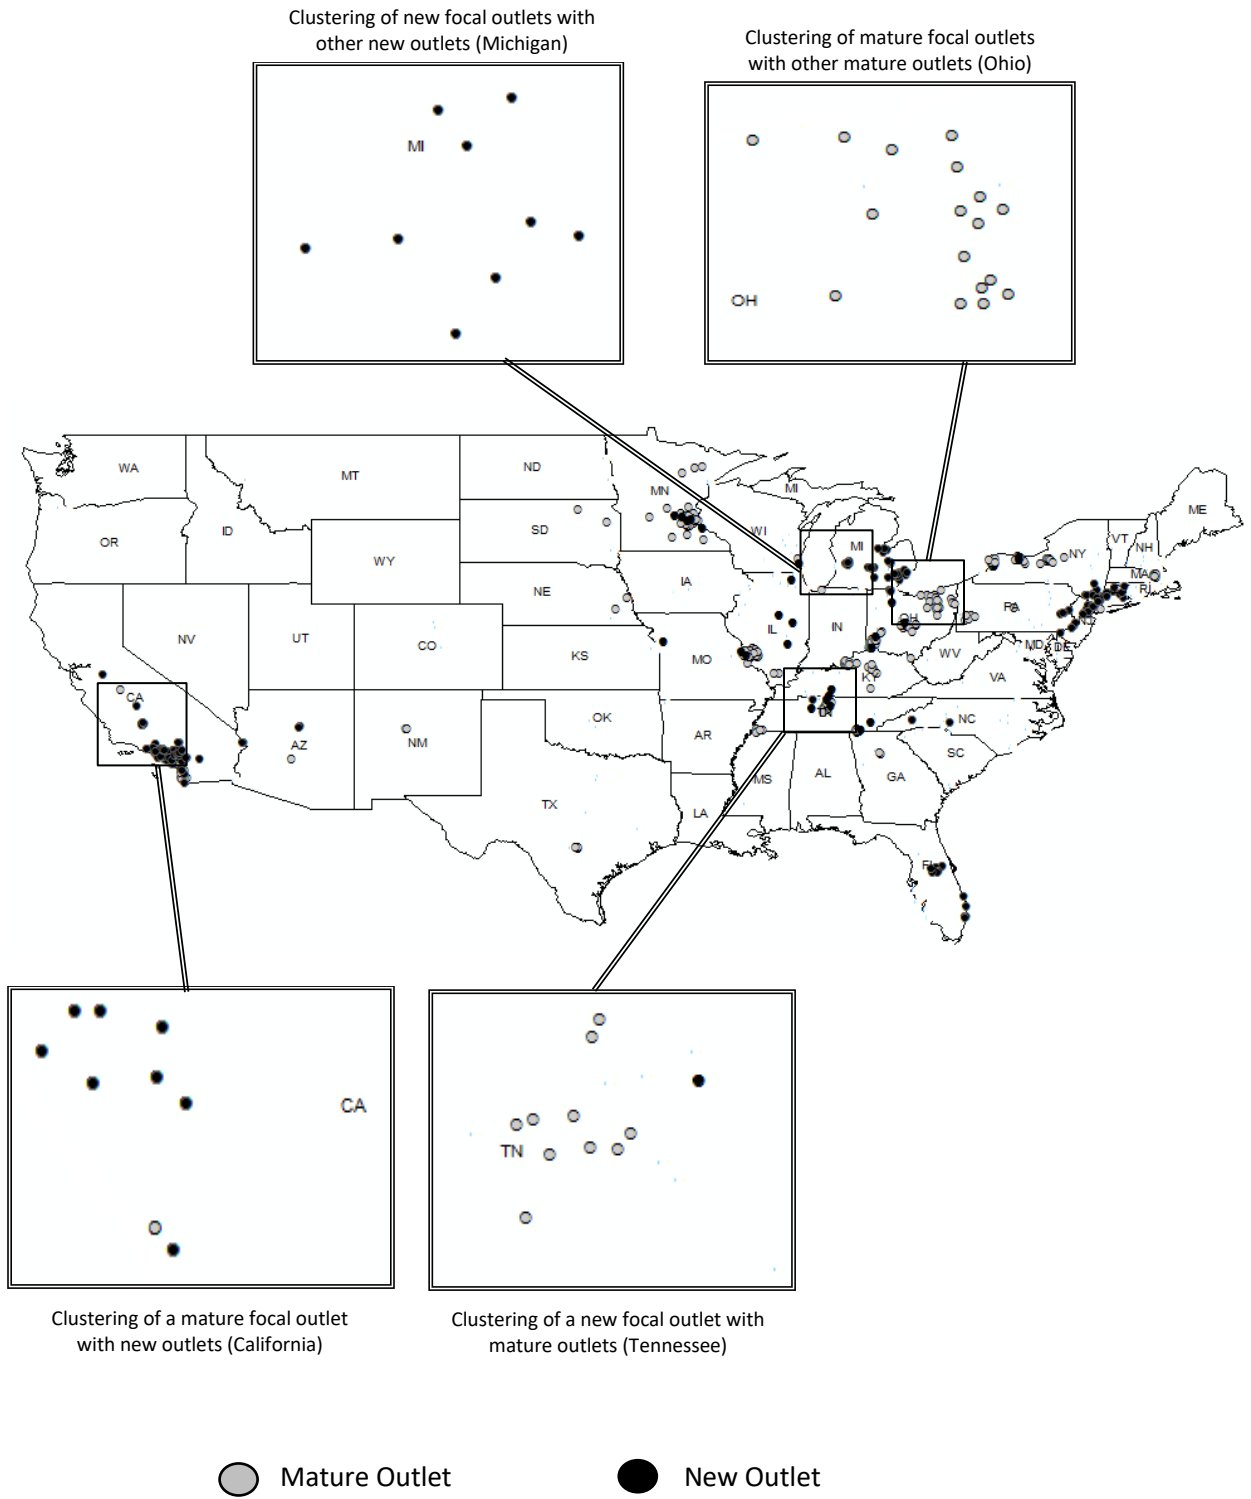 Clustering of new focal outlets with
other new outlets (Michigan)
Clustering of mature focal outlets
with other mature outlets (Ohio)
MI
OH
WA
MT
ND
MN
MI
ME
OR
ID
SD
WI
MI
NY
VT
NH
WY
MA
RI
NE
IA
PA
NJ
NV
UT
CO
IL
IN
OH
KS
MO
WV
MD
DE
KY
VA
CA
OK
TN
NC
AZ
NM
AR
SC
MS
AL
GA
TX
LA
FL
CA
TN
Clustering of a mature focal outlet
with new outlets (California)
Clustering of a new focal outlet with
mature outlets (Tennessee)
Mature Outlet
New Outlet